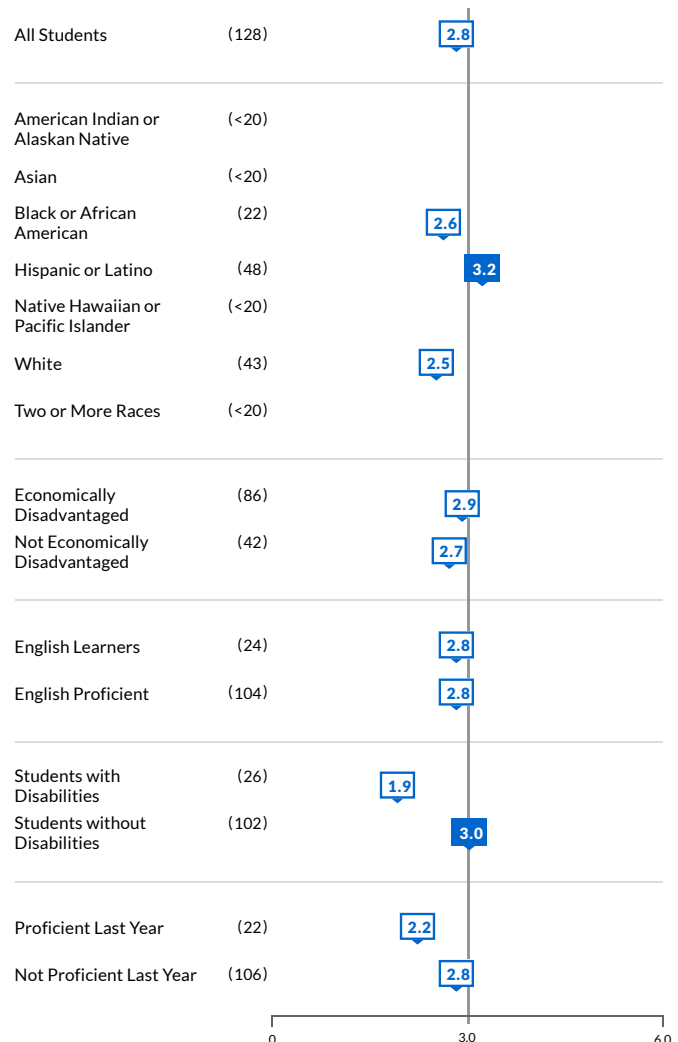 All Students (128) 2.8
American Indian or (<20)
Alaskan Native
Asian (<20)
Black or African (22) 2.6
American
Hispanic or Latino (48) 3.2
Native Hawaiian or (<20)
Pacific Islander
White (43) 2.5
Two or More Races (<20)
Economically (86) 2.9
Disadvantaged
Not Economically (42) 2.7
Disadvantaged
English Learners (24) 2.8
English Proficient (104) 2.8
Students with (26) 1.9
Disabilities
Students without (102) 3.0
Disabilities
Proficient Last Year (22) 2.2
Not Proficient Last Year (106) 2.8
0 3.0 6.0